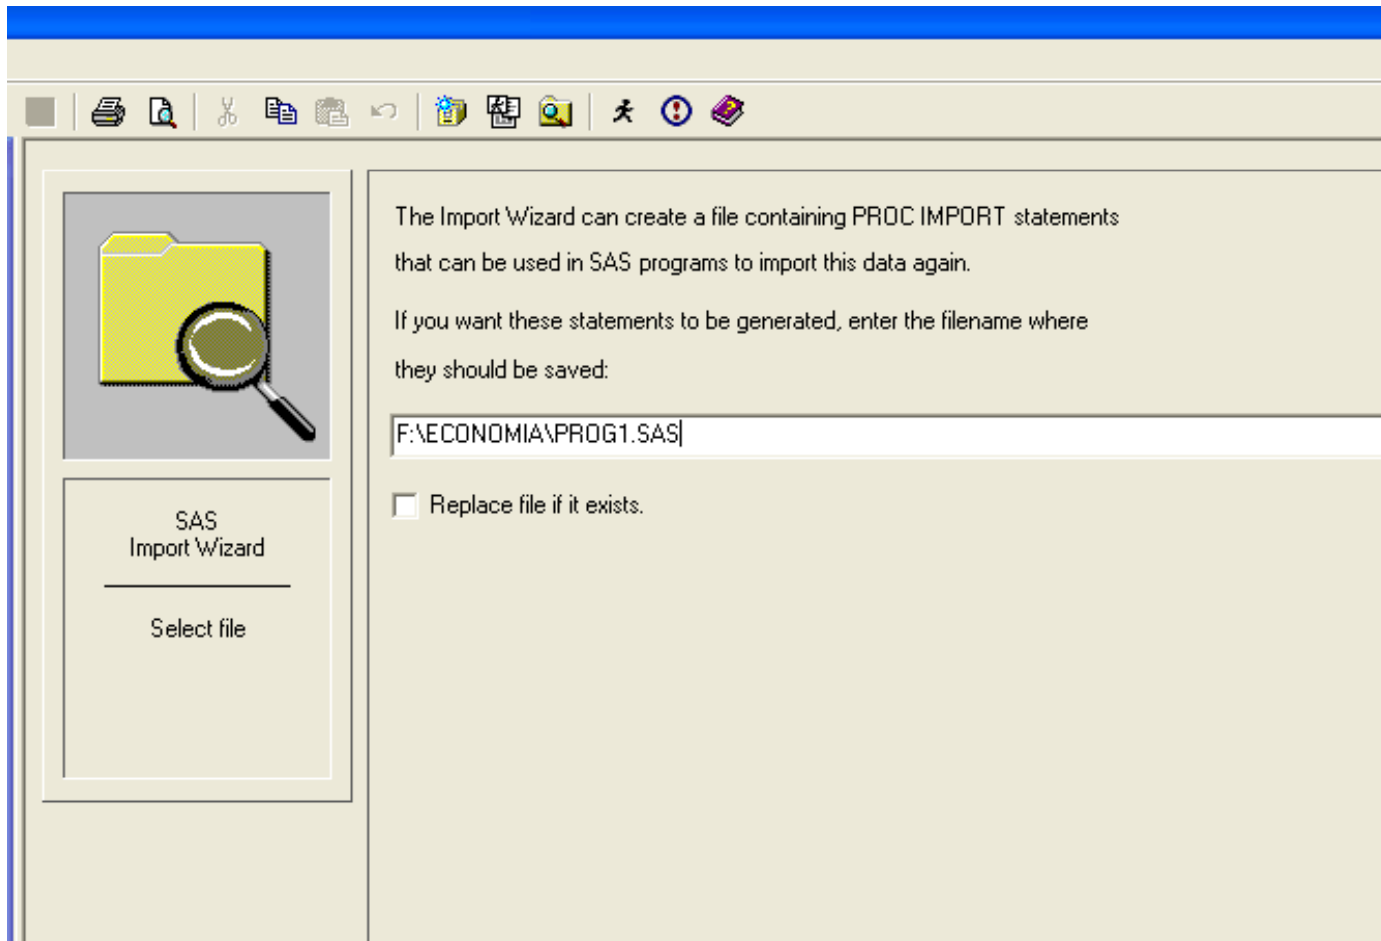 The Import Wizard can create a file containing PROC IMPORT statements
that can be used in SAS programs to import this data again.
If you want these statements to be generated, enter the filename where
they should be saved:
F:\ECONOMIA\PROG1.SAS
Replace file if it exists.
SAS
Import Wizard
Select file